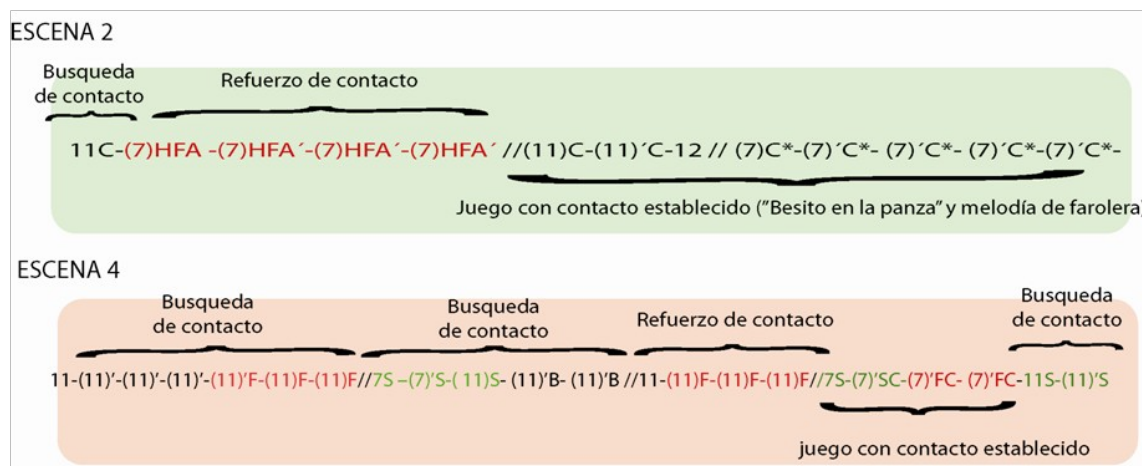 ESCENA 2
Busqueda
de contacto
Refuerzo de contacto
11C-(7)HFA -(7)HFA´-(7)HFA´-(7)HFA´ //(11)C-(11)´C-12 // (7)C*-(7)´C*- (7)´C*- (7)´C*-(7)´C*-
Juego con contacto establecido ("Besito en la panza" y melodía de farolera)
ESCENA 4
Busqueda
de contacto
Busqueda
de contacto
Refuerzo de contacto
Busqueda
de contacto
11-(11)'-(11)'-(11)'-(11)'F-(11)F-(11)F//7S –(7)'S-( 11)S- (11)'B- (11)'B //11-(11)F-(11)F-(11)F//7S-(7)'SC-(7)'FC- (7)'FC-11S-(11)'S
juego con contacto establecido